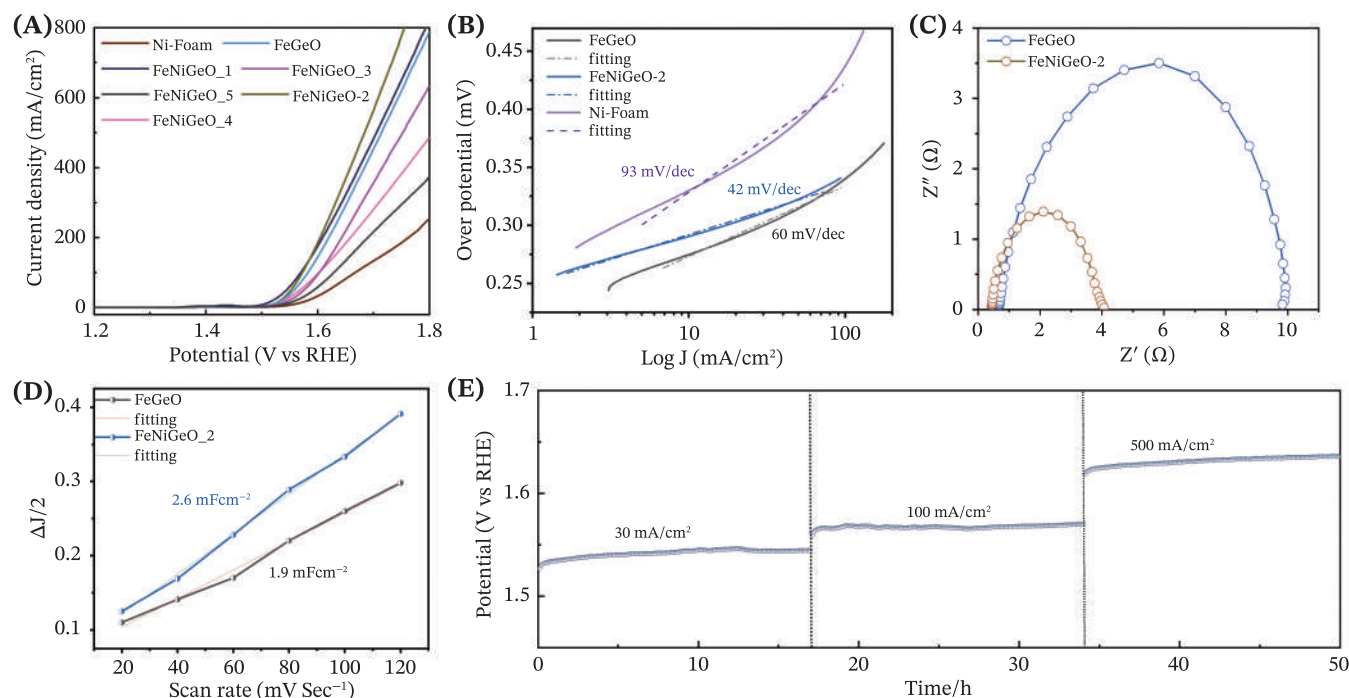 (A)
800
600
400
200
0
Current density (mA/cm²)
Ni-Foam
FeGeO
FeNiGeO_1
FeNiGeO_3
FeNiGeO_5
FeNiGeO-2
FeNiGeO_4
1.2
1.4
1.6
1.8
Potential (V vs RHE)
(B)
0.45
0.40
0.35
0.30
0.25
Over potential (mV)
FeGeO
fitting
FeNiGeO-2
fitting
Ni-Foam
fitting
93 mV/dec
42 mV/dec
60 mV/dec
1
10
100
Log J (mA/cm²)
(C)
4
3
2
1
0
Z″ (Ω)
FeGeO
FeNiGeO-2
0
2
4
6
8
10
Z′ (Ω)
(D)
0.4
0.3
0.2
0.1
ΔJ/2
FeGeO
fitting
FeNiGeO_2
fitting
2.6 mFcm⁻²
1.9 mFcm⁻²
20
40
60
80
100
120
Scan rate (mV Sec⁻¹)
(E)
1.7
1.6
1.5
Potential (V vs RHE)
30 mA/cm²
100 mA/cm²
500 mA/cm²
0
10
20
30
40
50
Time/h